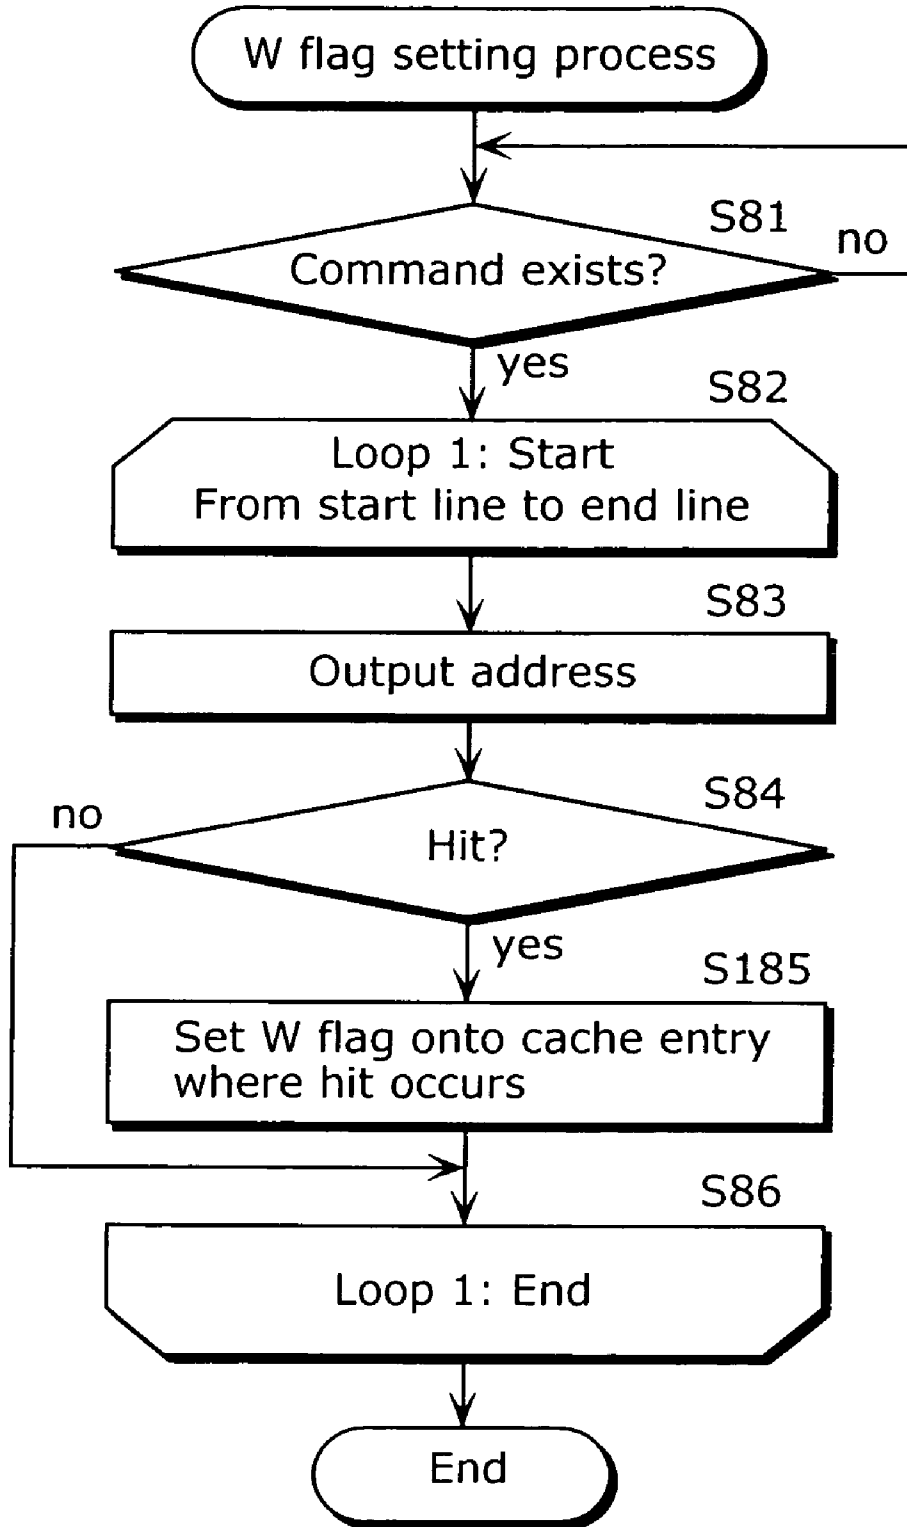 W flag setting process
S81
no
Command exists?
yes
S82
Loop 1: Start
From start line to end line
S83
Output address
S84
no
Hit?
yes
S185
Set W flag onto cache entry
where hit occurs
S86
Loop 1: End
End